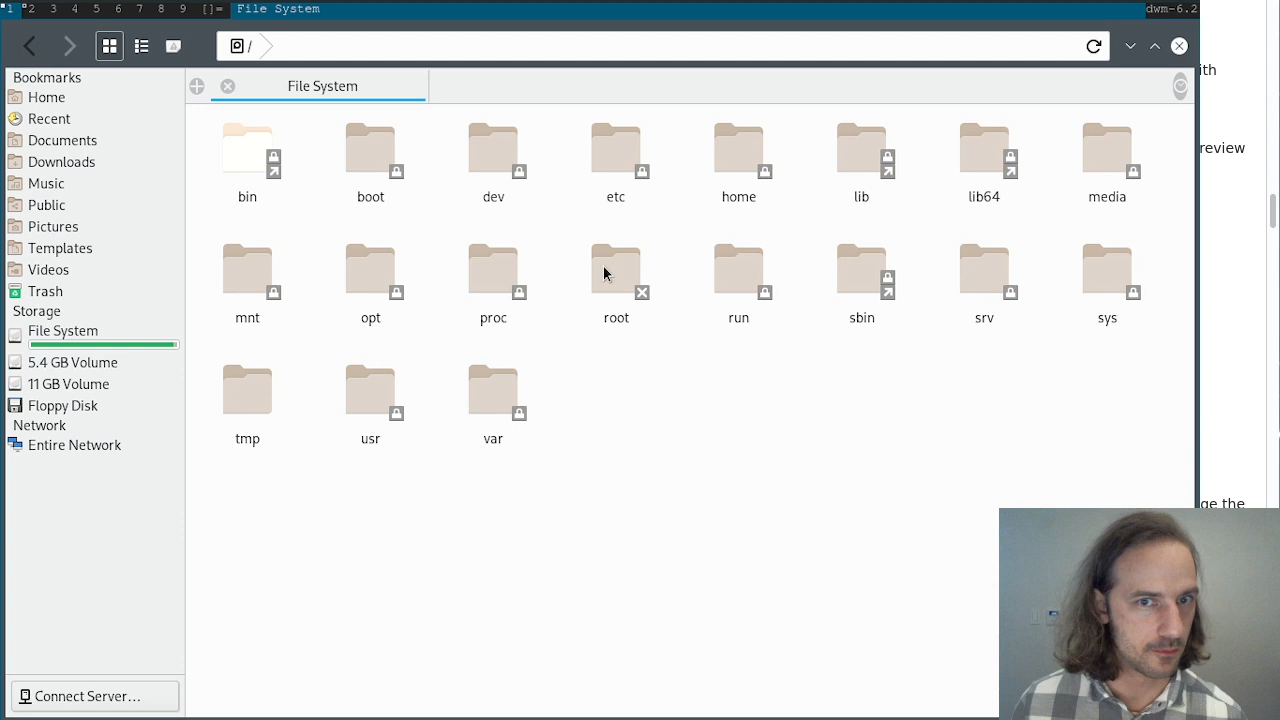 1 2 3 4 5 6 7 8 9 []= File System dwm-6.2
/
File System
Bookmarks
Home
Recent
Documents
Downloads
Music
Public
Pictures
Templates
Videos
Trash
Storage
File System
5.4 GB Volume
11 GB Volume
Floppy Disk
Network
Entire Network
Connect Server...
bin boot dev etc home lib lib64 media
mnt opt proc root run sbin srv sys
tmp usr var
ith
review
ge the